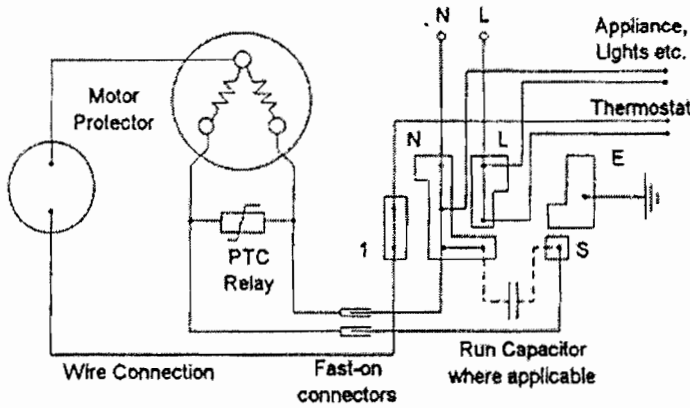 N L
Appliance,
Lights etc.
Motor
Protector
Thermostat
N
L
E
PTC
Relay
1
S
Wire Connection
Fast-on
connectors
Run Capacitor
where applicable